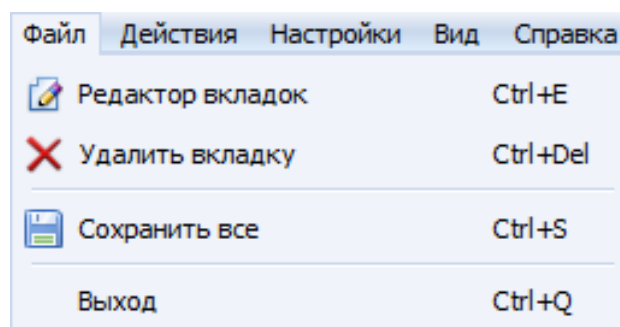 Файл Действия Настройки Вид Справка
Редактор вкладок Ctrl+E
Удалить вкладку Ctrl+Del
Сохранить все Ctrl+S
Выход Ctrl+Q